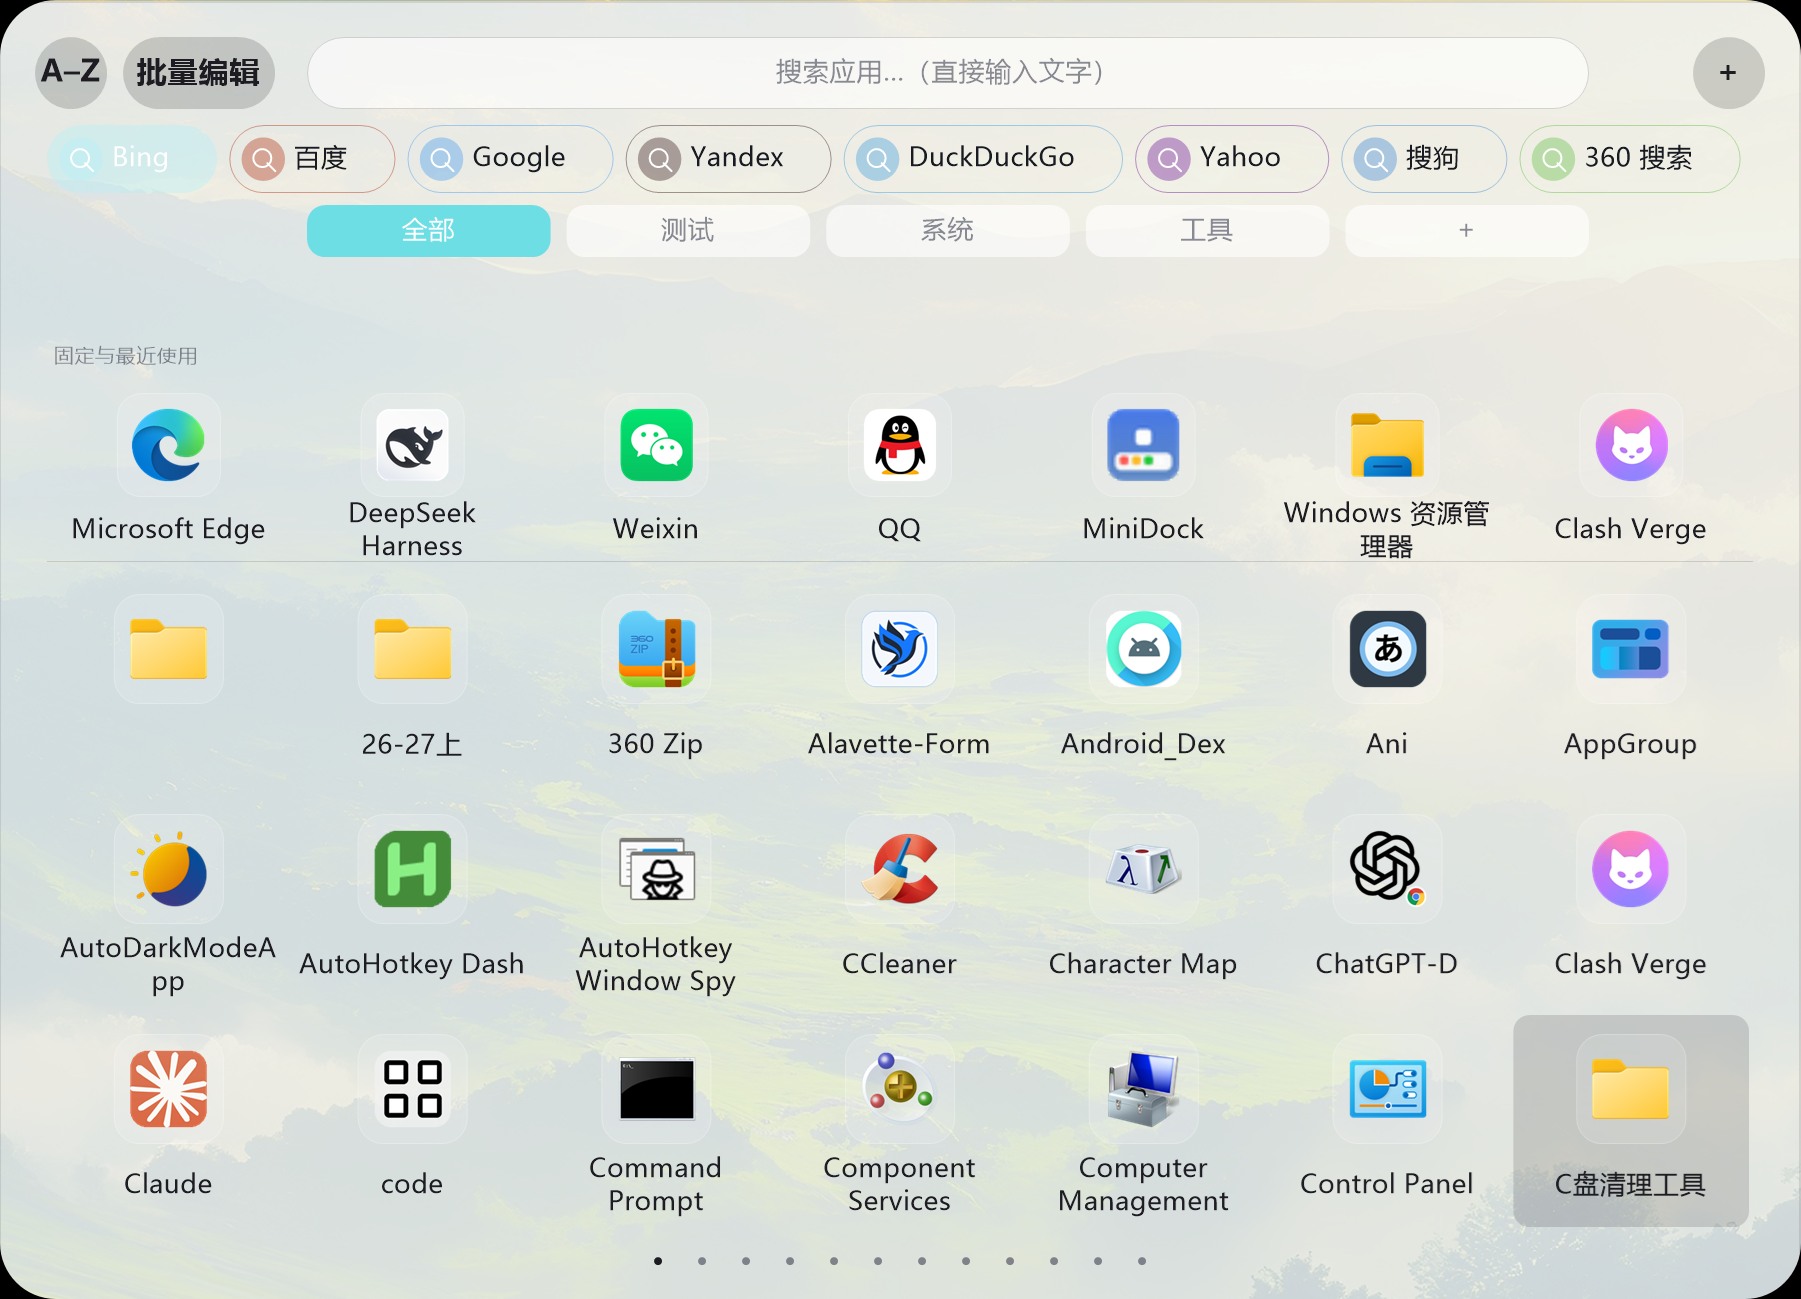 A–Z
批量编辑
搜索应用...（直接输入文字）
+
Bing
百度
Google
Yandex
DuckDuckGo
Yahoo
搜狗
360 搜索
全部
测试
系统
工具
+
固定与最近使用
Microsoft Edge
DeepSeek
Harness
Weixin
QQ
MiniDock
Windows 资源管
理器
Clash Verge
360
ZIP
あ
26-27上
360 Zip
Alavette-Form
Android_Dex
Ani
AppGroup
AutoDarkModeA
pp
AutoHotkey Dash
AutoHotkey
Window Spy
CCleaner
Character Map
ChatGPT-D
Clash Verge
Claude
code
Command
Prompt
Component
Services
Computer
Management
Control Panel
C盘清理工具